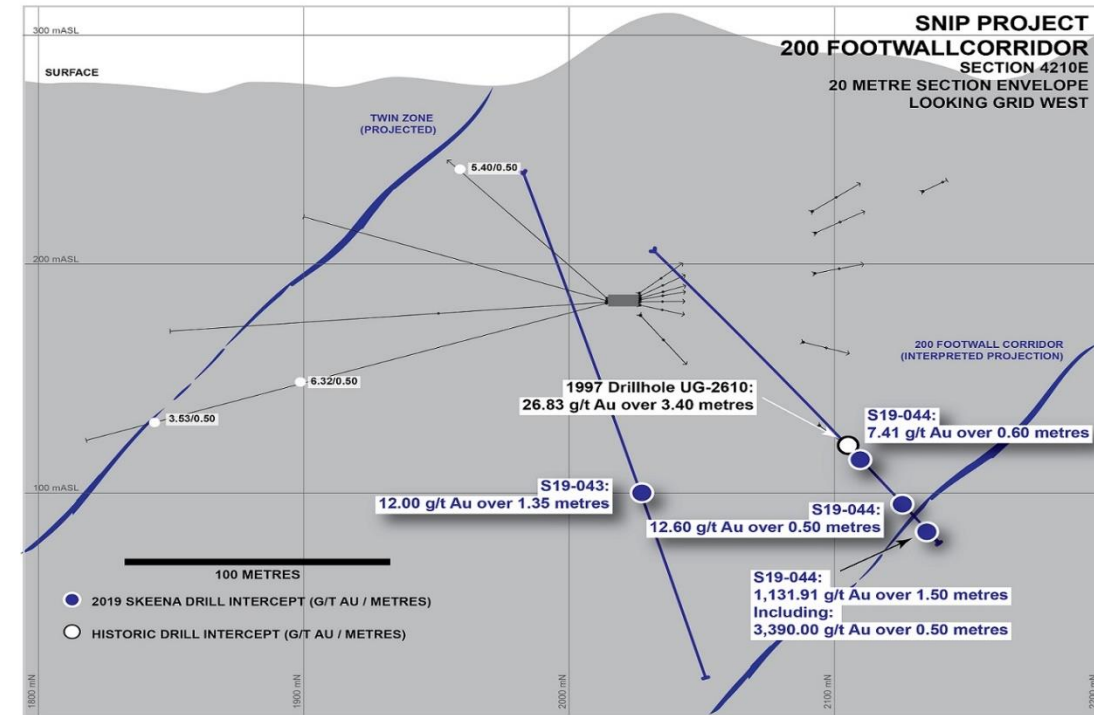 SNIP PROJECT
200 FOOTWALLCORRIDOR
SECTION 4210E
20 METRE SECTION ENVELOPE
LOOKING GRID WEST
300 mASL
SURFACE
TWIN ZONE
(PROJECTED)
5.40/0.50
200 mASL
200 FOOTWALL CORRIDOR
(INTERPRETED PROJECTION)
1997 Drillhole UG-2610:
26.83 g/t Au over 3.40 metres
6.32/0.50
3.53/0.50
S19-044:
7.41 g/t Au over 0.60 metres
S19-043:
12.00 g/t Au over 1.35 metres
100 mASL
S19-044:
12.60 g/t Au over 0.50 metres
100 METRES
S19-044:
1,131.91 g/t Au over 1.50 metres
Including:
3,390.00 g/t Au over 0.50 metres
2019 SKEENA DRILL INTERCEPT (G/T AU / METRES)
HISTORIC DRILL INTERCEPT (G/T AU / METRES)
1800 mN
1900 mN
2000 mN
2100 mN
2200 mN